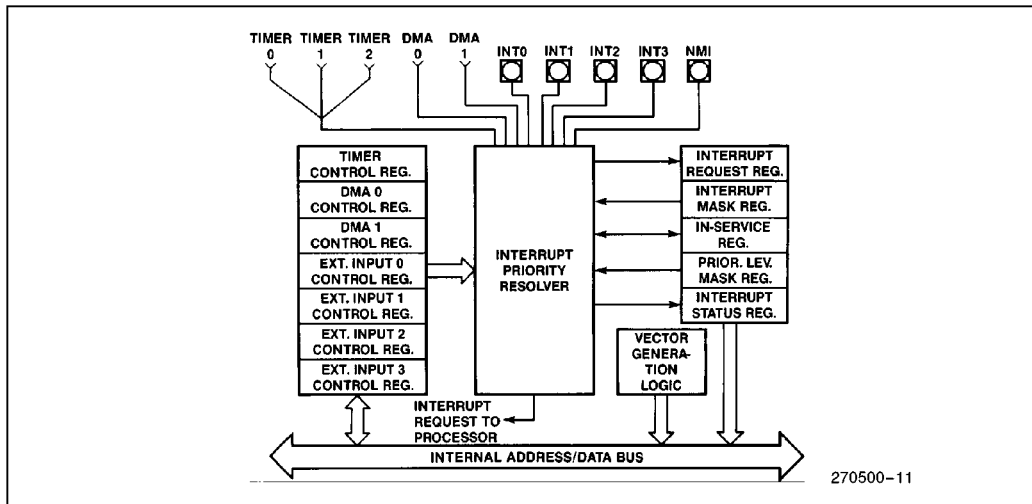 TIMER TIMER TIMER DMA DMA
0 1 2 0 1
INT0 INT1 INT2 INT3 NMI
TIMER
CONTROL REG.
DMA 0
CONTROL REG.
DMA 1
CONTROL REG.
EXT. INPUT 0
CONTROL REG.
EXT. INPUT 1
CONTROL REG.
EXT. INPUT 2
CONTROL REG.
EXT. INPUT 3
CONTROL REG.
INTERRUPT
PRIORITY
RESOLVER
INTERRUPT
REQUEST REG.
INTERRUPT
MASK REG.
IN-SERVICE
REG.
PRIOR. LEV.
MASK REG.
INTERRUPT
STATUS REG.
VECTOR
GENERA-
TION
LOGIC
INTERRUPT
REQUEST TO
PROCESSOR
INTERNAL ADDRESS/DATA BUS
270500-11